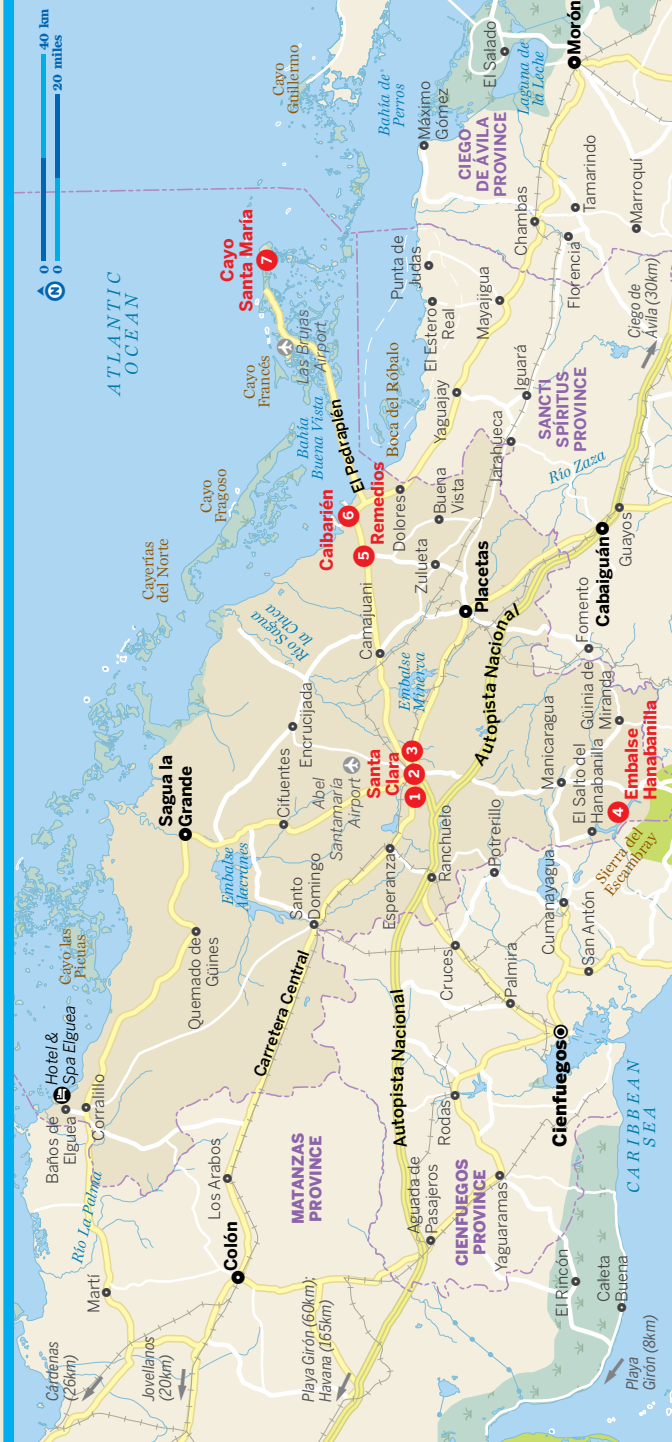 0
40 km
0
20 miles
N
ATLANTIC
OCEAN
Cárdenas
(26km)
Martí
Río La Palma
Baños de
Elguea
Hotel &
Spa Elguea
Corralillo
Cayo las
Picuas
Quemado de
Güines
Sagua la
Grande
Cayerías
del Norte
Cayo
Fragoso
Cayo
Francés
Las Brujas
Airport
Cayo
Santa María
7
Cayo
Guillermo
Jovellanos
(20km)
Colón
Los Arabos
Carretera Central
Santo
Domingo
Embalse
Alacranes
Cifuentes
Encrucijada
Río Sagua
la Chica
Abel
Santamaría
Airport
Camajuaní
Caibarién
6
5
Remedios
Bahía
Buena Vista
El Pedraplén
Boca del Róbalo
Punta de
Judas
El Estero
Real
Bahía de
Perros
Máximo
Gómez
El Salado
Laguna de
la Leche
Morón
MATANZAS
PROVINCE
Playa Girón (60km);
Havana (165km)
Aguada de
Pasajeros
Autopista Nacional
Esperanza
Santa
Clara
1
2
3
Embalse
Minerva
Zulueta
Dolores
Buena
Vista
Yaguajay
Mayajigua
CIEGO
DE ÁVILA
PROVINCE
Chambas
Tamarindo
Marroquí
Florencia
Iguará
Jarahueca
SANCTI
SPÍRITUS
PROVINCE
Placetas
Autopista Nacional
Ranchuelo
Potrerillo
Cruces
Palmira
Rodas
CIENFUEGOS
PROVINCE
Yaguaramas
Cienfuegos
Cumanayagua
San Antón
Manicaragua
El Salto del
Hanabanilla
Güinia de
Miranda
4
Embalse
Hanabanilla
Sierra del
Escambray
Fomento
Cabaiguán
Guayos
Río Zaza
Ciego de
Ávila (30km)
El Rincón
Caleta
Buena
Playa
Girón (8km)
CARIBBEAN
SEA